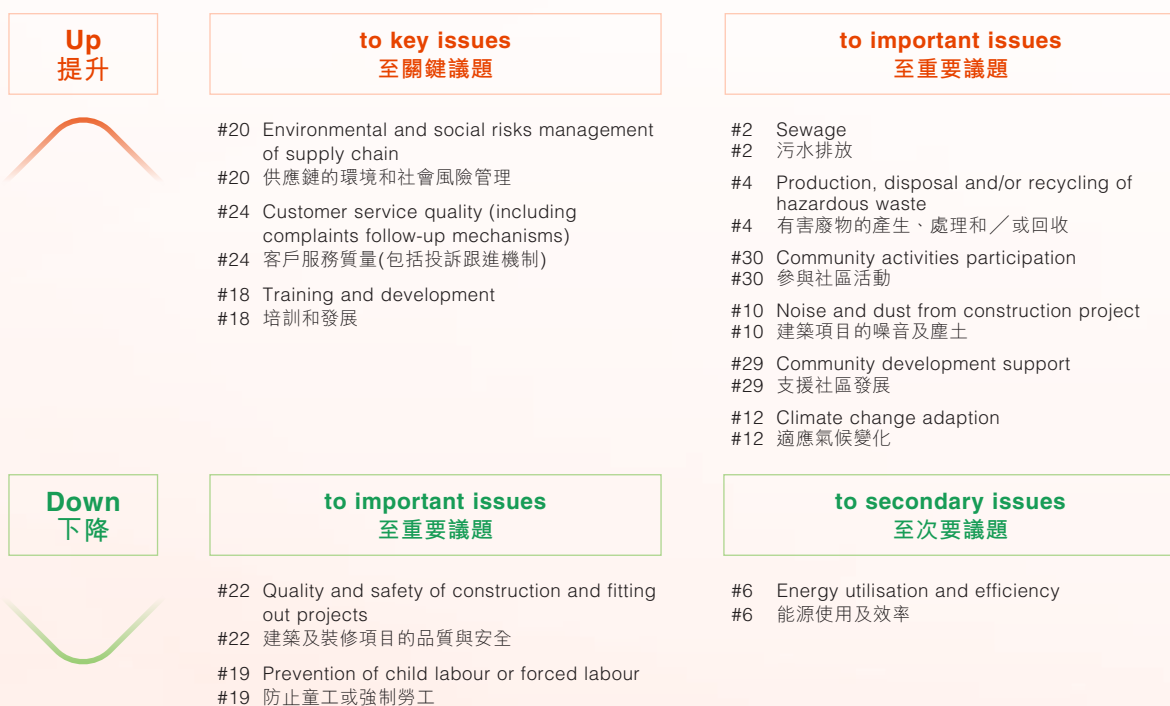 Up
提升
to key issues
至關鍵議題
to important issues
至重要議題
#20 Environmental and social risks management
of supply chain
#20 供應鏈的環境和社會風險管理
#24 Customer service quality (including
complaints follow-up mechanisms)
#24 客戶服務質量(包括投訴跟進機制)
#18 Training and development
#18 培訓和發展
#2 Sewage
#2 污水排放
#4 Production, disposal and/or recycling of
hazardous waste
#4 有害廢物的產生、處理和／或回收
#30 Community activities participation
#30 參與社區活動
#10 Noise and dust from construction project
#10 建築項目的噪音及塵土
#29 Community development support
#29 支援社區發展
#12 Climate change adaption
#12 適應氣候變化
Down
下降
to important issues
至重要議題
to secondary issues
至次要議題
#22 Quality and safety of construction and fitting
out projects
#22 建築及裝修項目的品質與安全
#19 Prevention of child labour or forced labour
#19 防止童工或強制勞工
#6 Energy utilisation and efficiency
#6 能源使用及效率